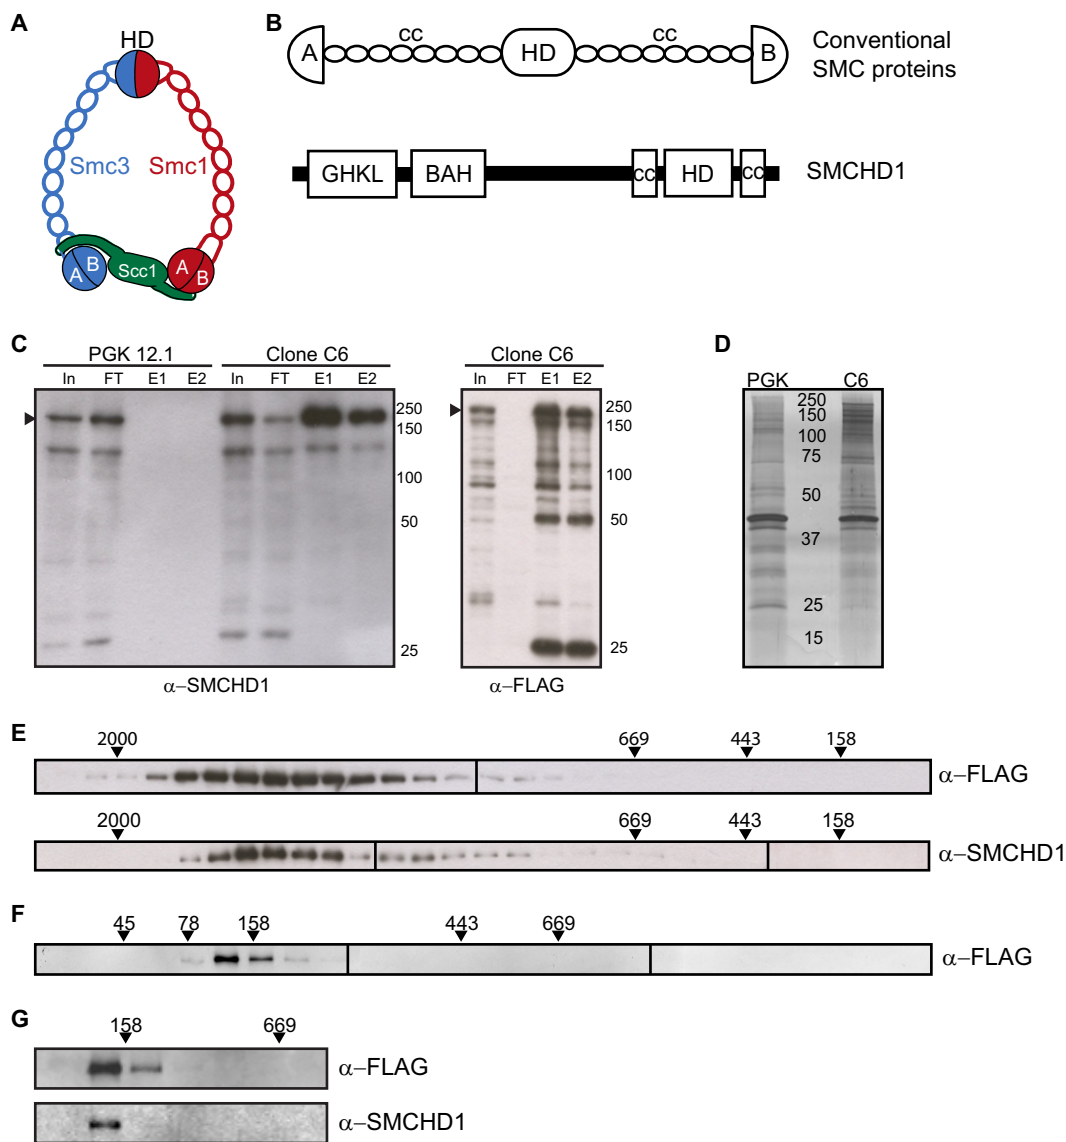 A
HD
Smc3
Smc1
A
B
Scc1
A
B
B
A
CC
HD
CC
B
Conventional
SMC proteins
GHKL
BAH
CC
HD
CC
SMCHD1
C
PGK 12.1
Clone C6
In
FT
E1
E2
In
FT
E1
E2
250
150
100
50
25
α–SMCHD1
Clone C6
In
FT
E1
E2
250
150
100
50
25
α–FLAG
D
PGK
C6
250
150
100
75
50
37
25
15
E
2000
669
443
158
α–FLAG
2000
669
443
158
α–SMCHD1
F
45
78
158
443
669
α–FLAG
G
158
669
α–FLAG
α–SMCHD1